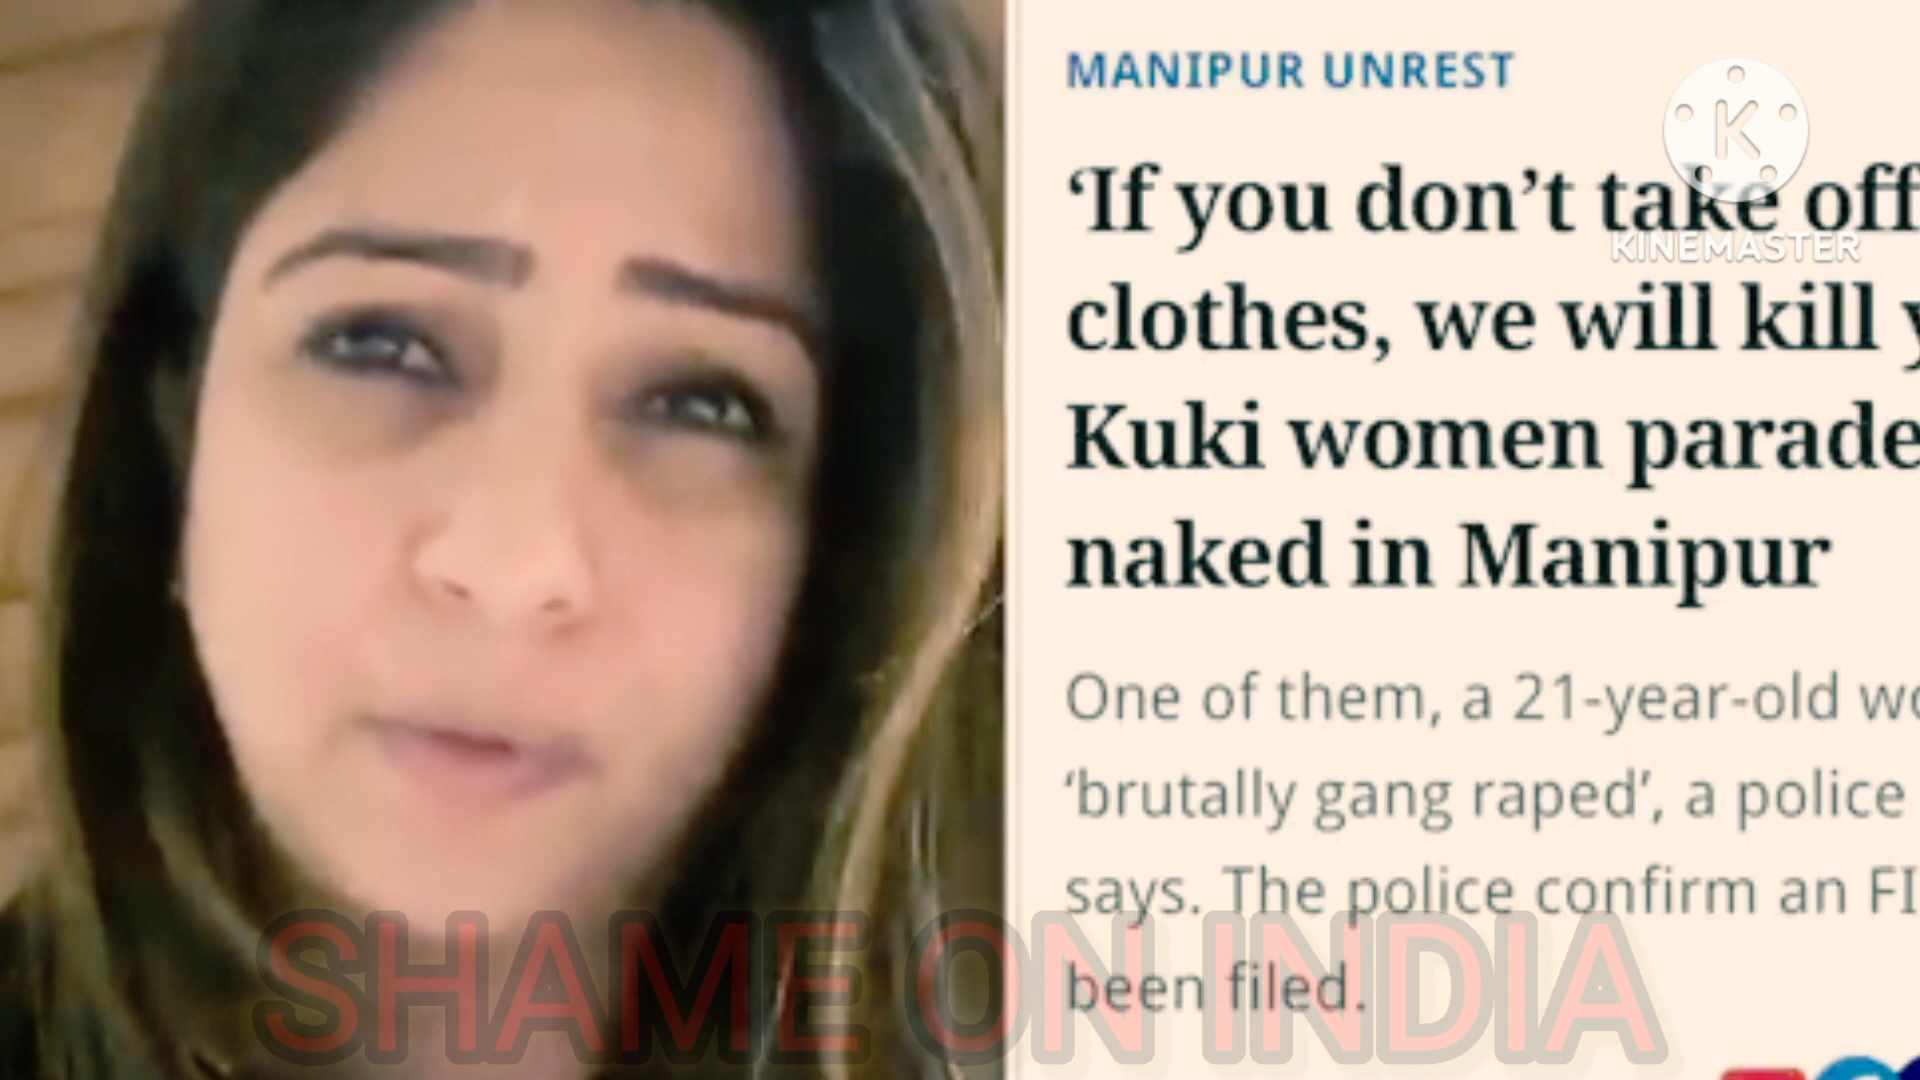 MANIPUR UNREST
‘If you don’t take off
clothes, we will kill
Kuki women parade
naked in Manipur
One of them, a 21-year-old
‘brutally gang raped’, a police
says. The police confirm an
been filed.
K
KINEMASTER
SHAME ON INDIA